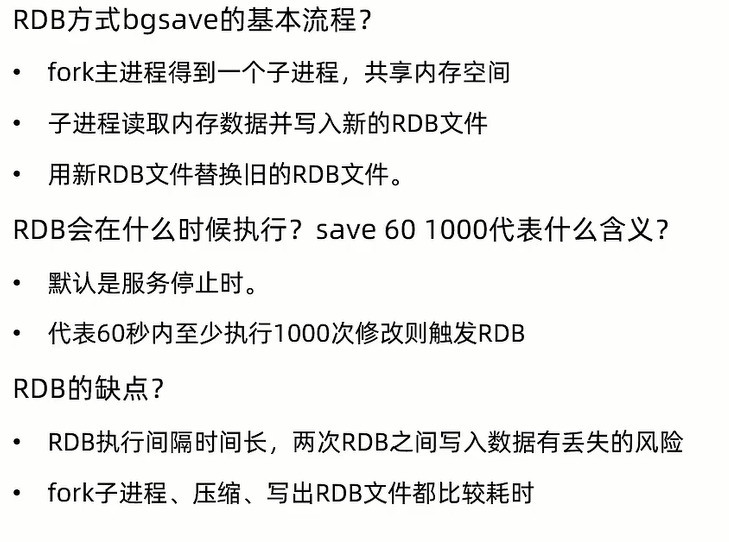 RDB方式bgsave的基本流程？
• fork主进程得到一个子进程，共享内存空间
• 子进程读取内存数据并写入新的RDB文件
• 用新RDB文件替换旧的RDB文件。
RDB会在什么时候执行？save 60 1000代表什么含义？
• 默认是服务停止时。
• 代表60秒内至少执行1000次修改则触发RDB
RDB的缺点？
• RDB执行间隔时间长，两次RDB之间写入数据有丢失的风险
• fork子进程、压缩、写出RDB文件都比较耗时